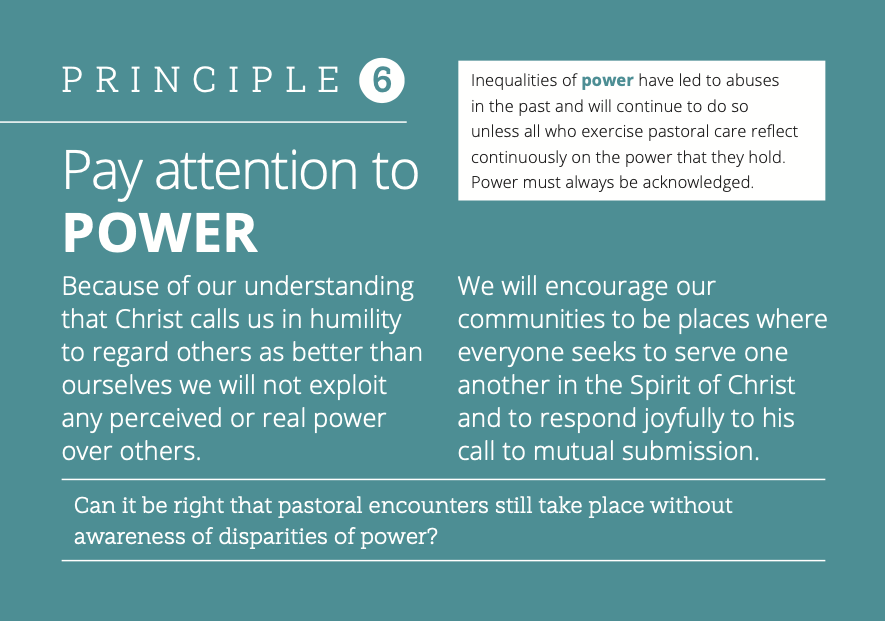 PRINCIPLE 6
Pay attention to
POWER
Inequalities of power have led to abuses
in the past and will continue to do so
unless all who exercise pastoral care reflect
continuously on the power that they hold.
Power must always be acknowledged.
Because of our understanding
that Christ calls us in humility
to regard others as better than
ourselves we will not exploit
any perceived or real power
over others.
We will encourage our
communities to be places where
everyone seeks to serve one
another in the Spirit of Christ
and to respond joyfully to his
call to mutual submission.
Can it be right that pastoral encounters still take place without
awareness of disparities of power?